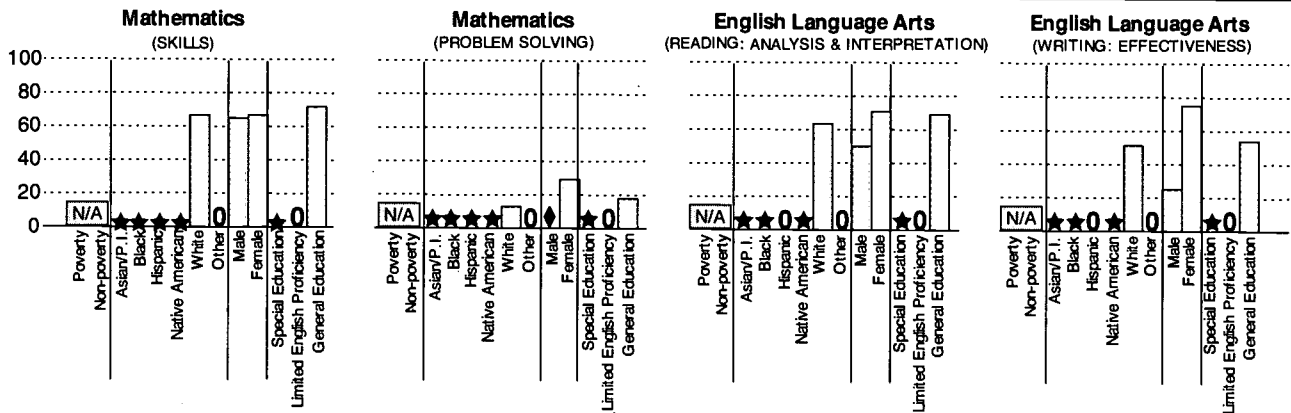 Mathematics
(SKILLS)
100
80
60
40
20
0
N/A
0
0
Poverty
Non-poverty
Asian/P.I.
Black
Hispanic
Native American
White
Other
Male
Female
Special Education
Limited English Proficiency
General Education
Mathematics
(PROBLEM SOLVING)
N/A
0
0
Poverty
Non-poverty
Asian/P.I.
Black
Hispanic
Native American
White
Other
Male
Female
Special Education
Limited English Proficiency
General Education
English Language Arts
(READING: ANALYSIS & INTERPRETATION)
N/A
0
0
0
Poverty
Non-poverty
Asian/P.I.
Black
Hispanic
Native American
White
Other
Male
Female
Special Education
Limited English Proficiency
General Education
English Language Arts
(WRITING: EFFECTIVENESS)
N/A
0
0
0
Poverty
Non-poverty
Asian/P.I.
Black
Hispanic
Native American
White
Other
Male
Female
Special Education
Limited English Proficiency
General Education